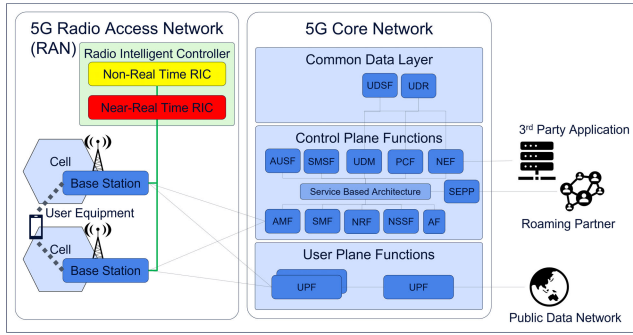 5G Radio Access Network
(RAN)
Radio Intelligent Controller
Non-Real Time RIC
Near-Real Time RIC
Cell
Base Station
User Equipment
Cell
Base Station
5G Core Network
Common Data Layer
UDSF
UDR
Control Plane Functions
AUSF
SMSF
UDM
PCF
NEF
Service Based Architecture
SEPP
AMF
SMF
NRF
NSSF
AF
User Plane Functions
UPF
UPF
3rd Party Application
Roaming Partner
Public Data Network